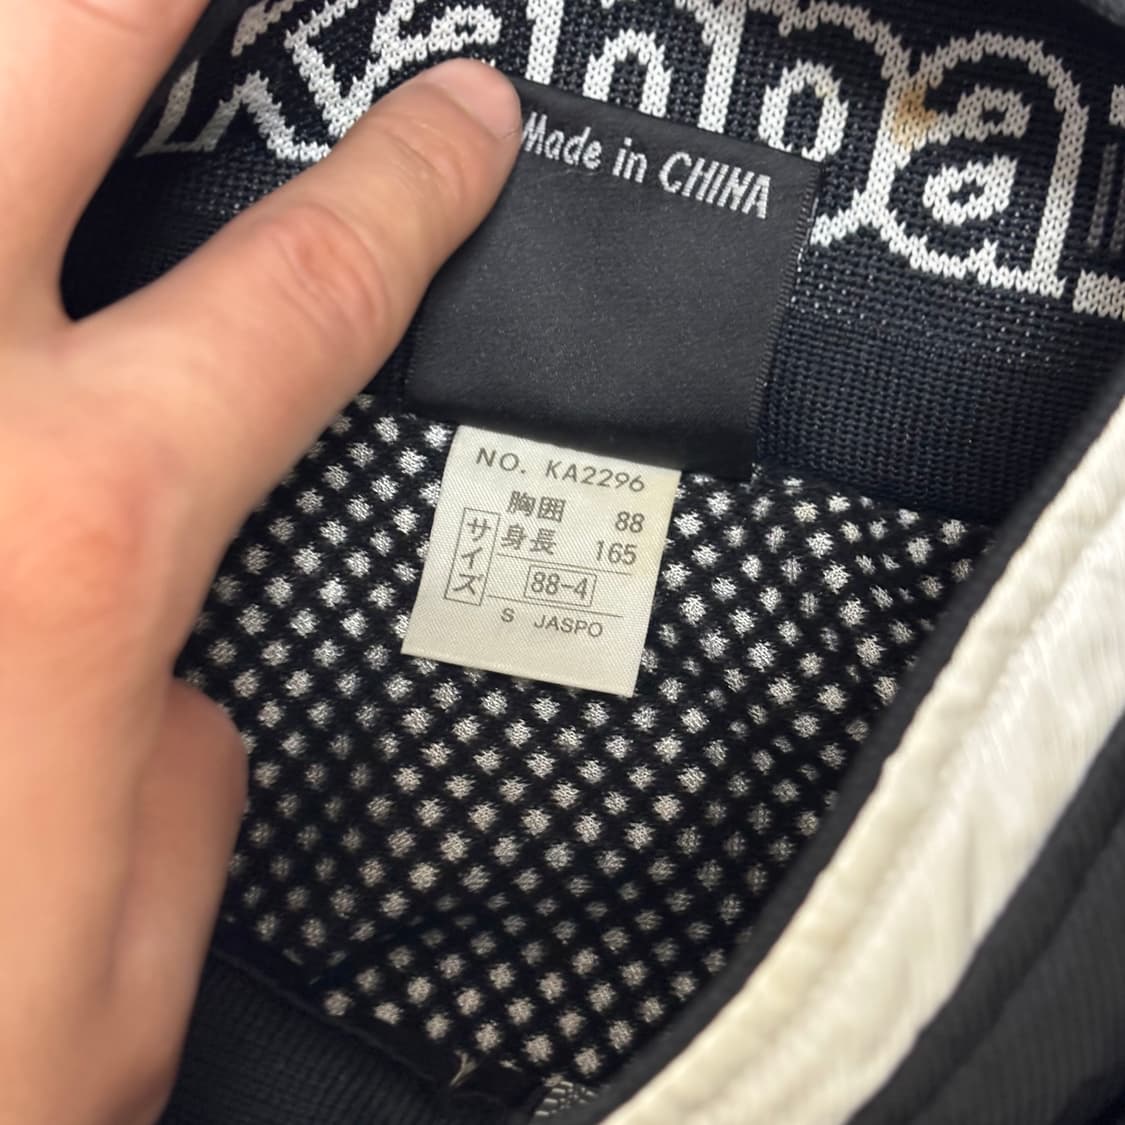 Made in CHINA
NO. KA2296
サイズ
胸囲 88
身長 165
88-4
S JASPO